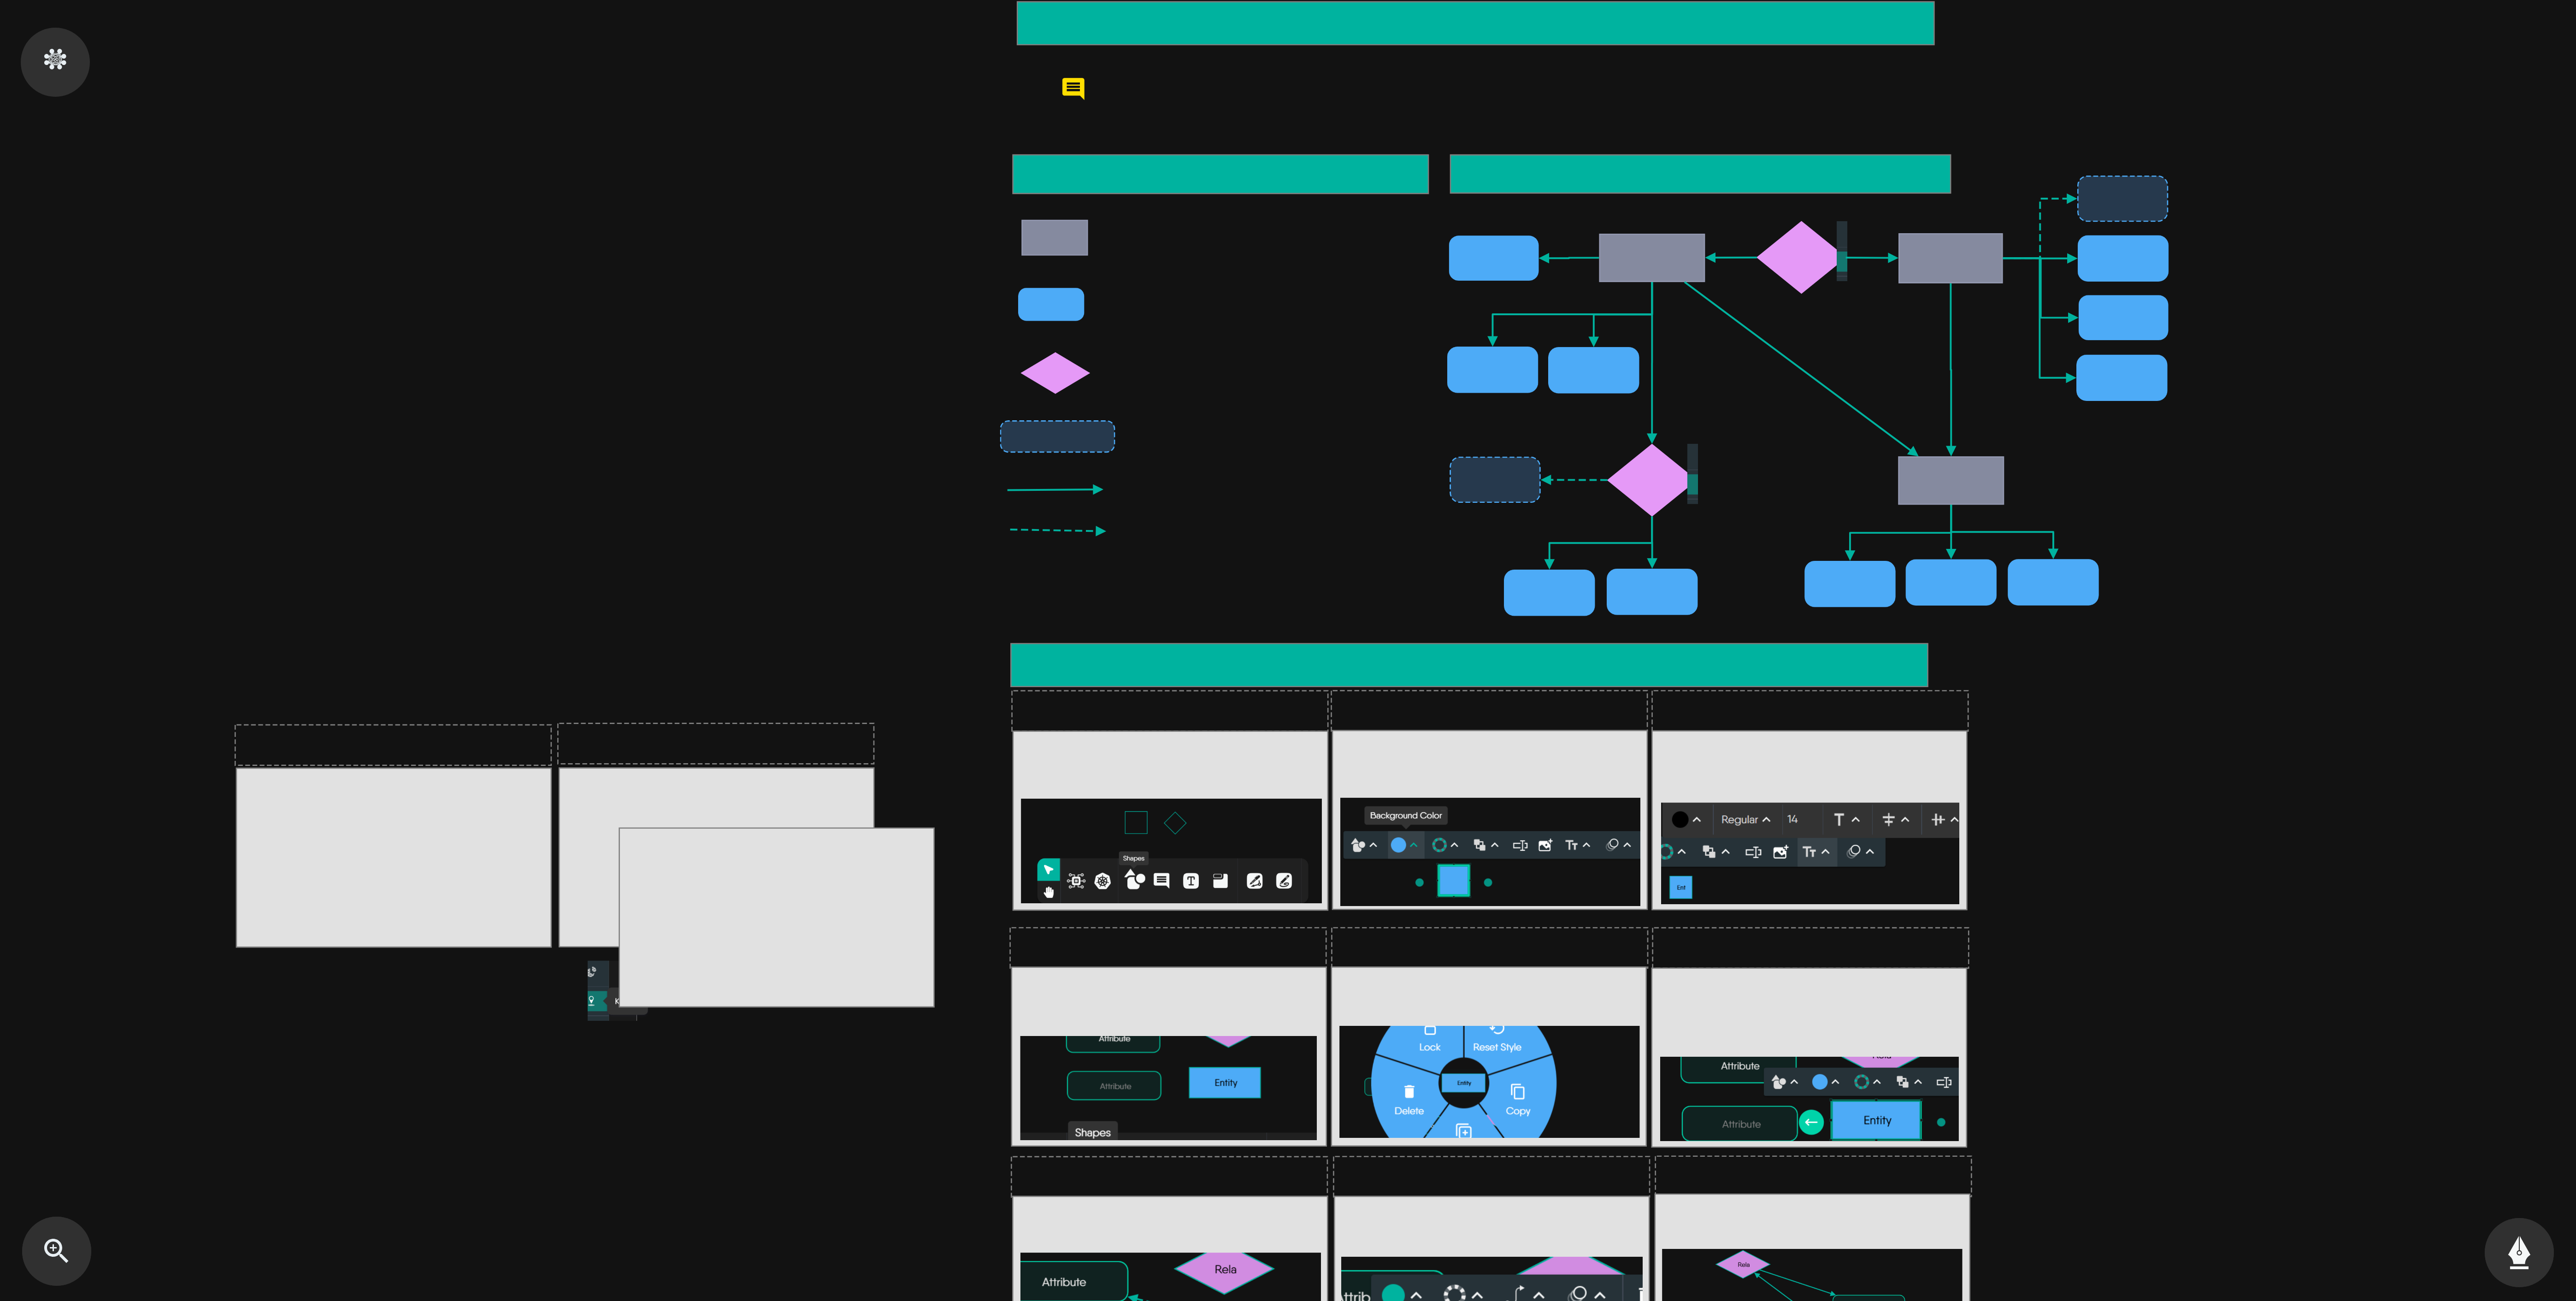 Background Color
Shapes
Regular
14
Ent
Attribute
Attribute
Entity
Shapes
Lock
Reset Style
Entity
Delete
Copy
Attribute
Attribute
Entity
Attribute
Rela
Rela